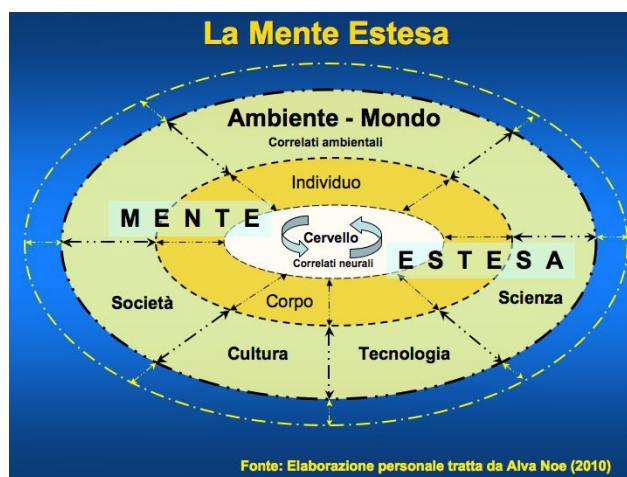 La Mente Estesa
Ambiente - Mondo
Correlati ambientali
Individuo
M E N T E
Cervello
Correlati neurali
E S T E S A
Società
Corpo
Scienza
Cultura
Tecnologia
Fonte: Elaborazione personale tratta da Alva Noe (2010)